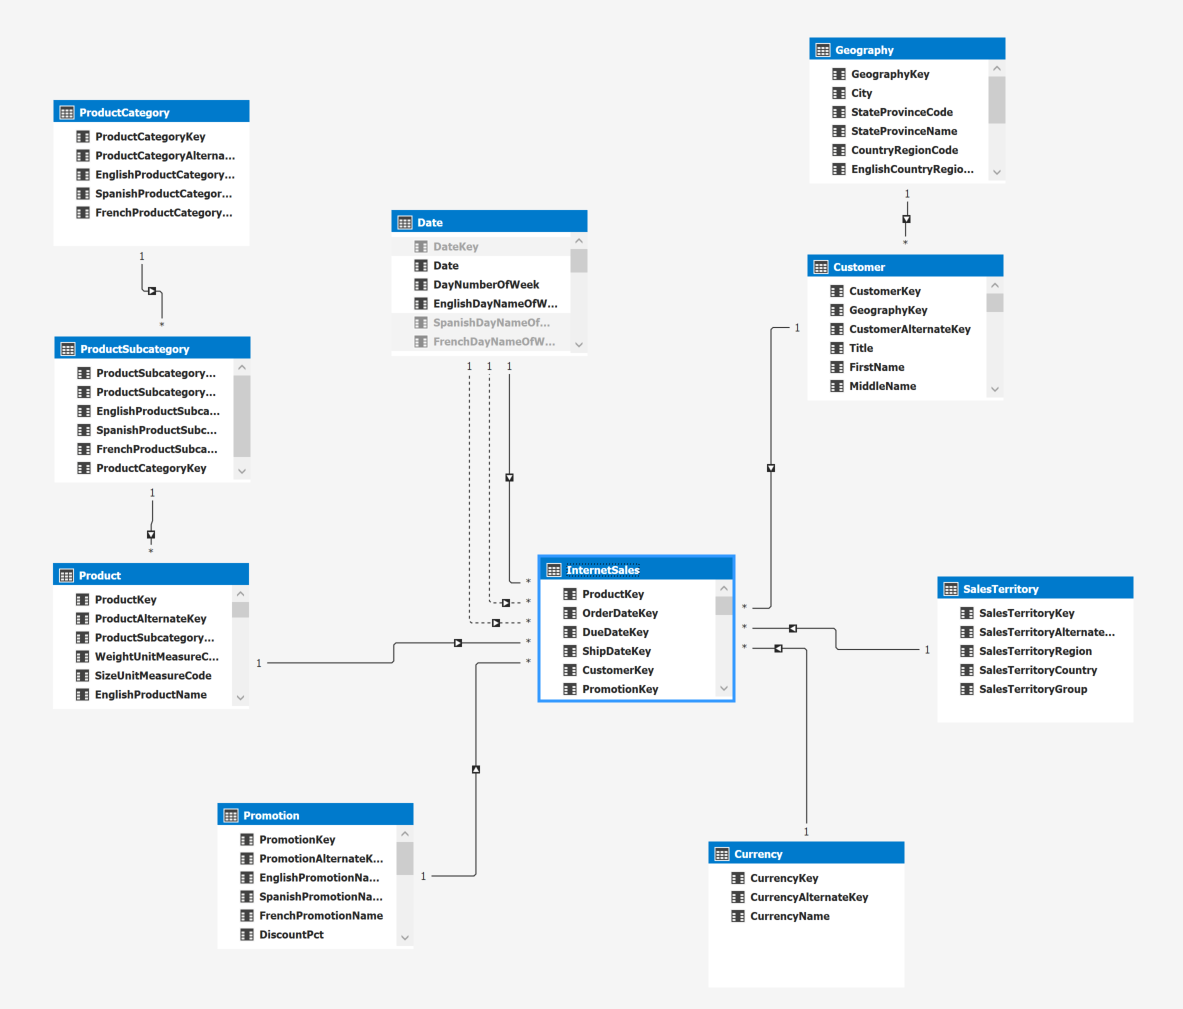 Geography
GeographyKey
City
StateProvinceCode
StateProvinceName
CountryRegionCode
EnglishCountryRegio...
1
*
ProductCategory
ProductCategoryKey
ProductCategoryAlterna...
EnglishProductCategory...
SpanishProductCategor...
FrenchProductCategory...
1
*
Date
DateKey
Date
DayNumberOfWeek
EnglishDayNameOfW...
SpanishDayNameOf...
FrenchDayNameOfW...
1 1 1
Customer
CustomerKey
GeographyKey
CustomerAlternateKey
Title
FirstName
MiddleName
1
ProductSubcategory
ProductSubcategory...
ProductSubcategory...
EnglishProductSubca...
SpanishProductSubc...
FrenchProductSubca...
ProductCategoryKey
1
*
Product
ProductKey
ProductAlternateKey
ProductSubcategory...
WeightUnitMeasureC...
SizeUnitMeasureCode
EnglishProductName
1
*
*
*
*
*
InternetSales
ProductKey
OrderDateKey
DueDateKey
ShipDateKey
CustomerKey
PromotionKey
*
*
*
SalesTerritory
SalesTerritoryKey
SalesTerritoryAlternate...
SalesTerritoryRegion
SalesTerritoryCountry
SalesTerritoryGroup
1
Promotion
PromotionKey
PromotionAlternateK...
EnglishPromotionNa...
SpanishPromotionNa...
FrenchPromotionName
DiscountPct
1
1
Currency
CurrencyKey
CurrencyAlternateKey
CurrencyName